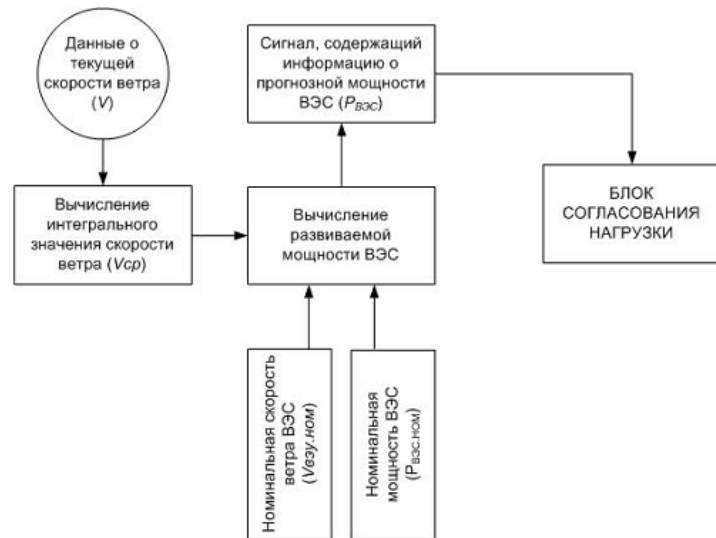 Данные о
текущей
скорости ветра
(V)
Сигнал, содержащий
информацию о
прогнозной мощности
ВЭС (PВЭС)
Вычисление
интегрального
значения скорости
ветра (Vср)
Вычисление
развиваемой
мощности ВЭС
БЛОК
СОГЛАСОВАНИЯ
НАГРУЗКИ
Номинальная скорость
ветра ВЭС
(Vвэу.ном)
Номинальная
мощность ВЭС
(PВЭС.НОМ)